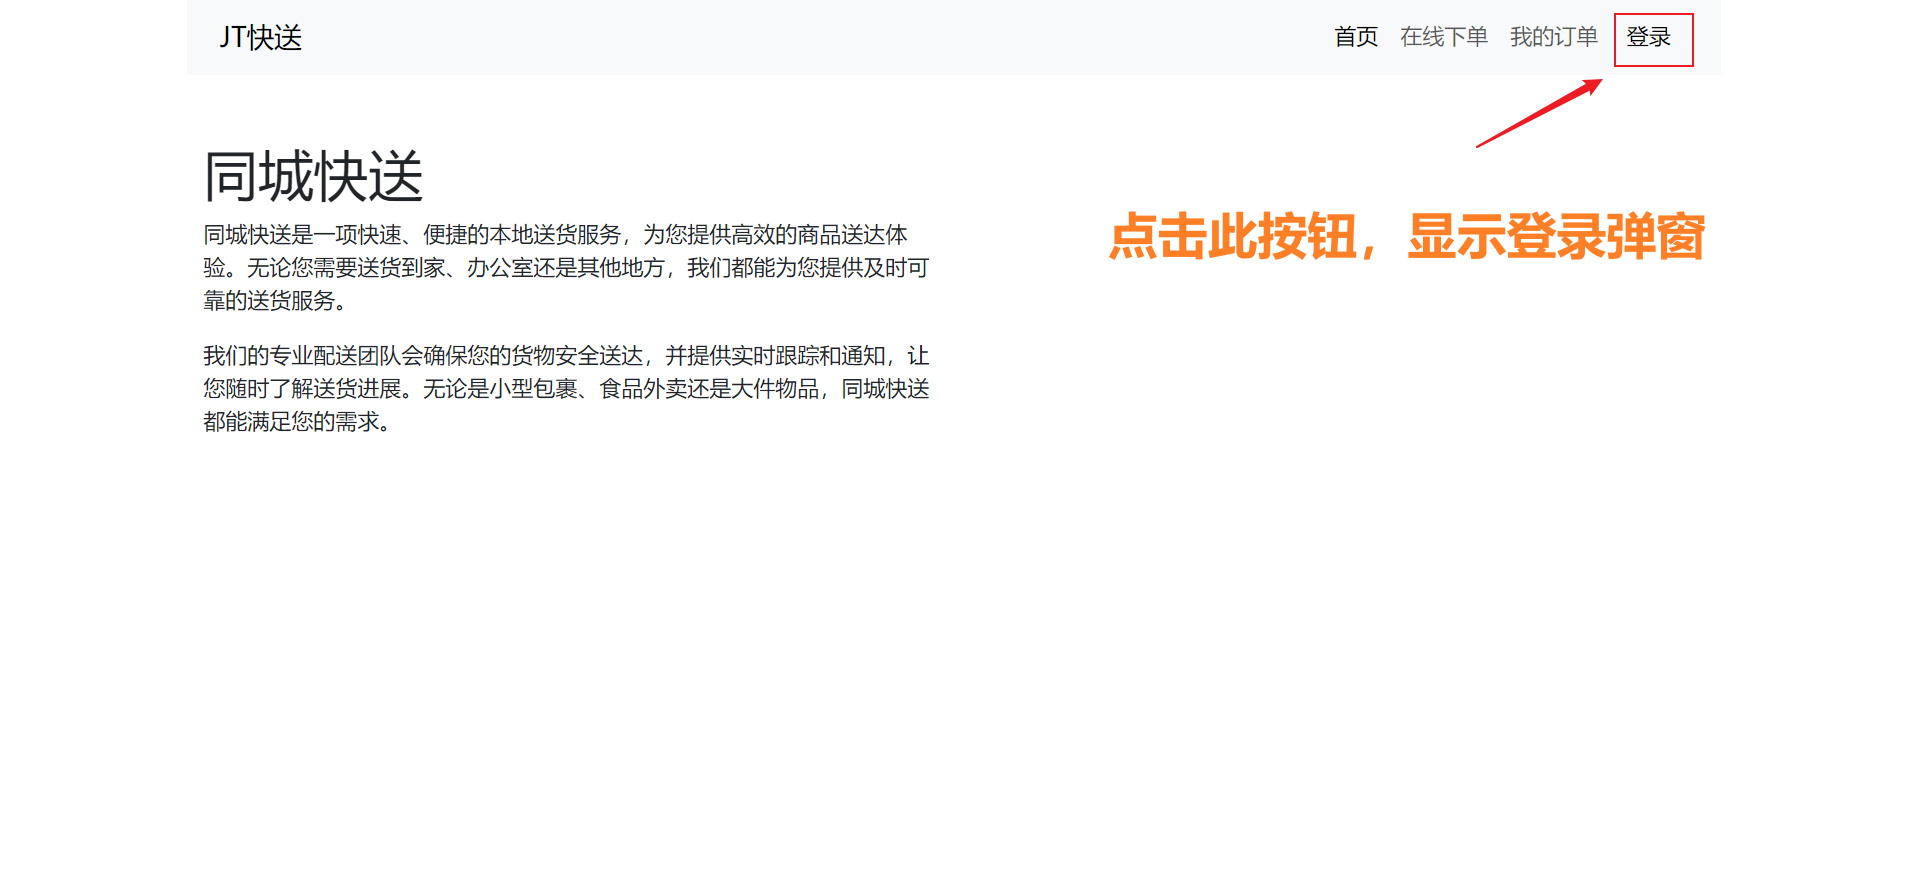 JT快送
首页 在线下单 我的订单 登录
同城快送
同城快送是一项快速、便捷的本地送货服务，为您提供高效的商品送达体
验。无论您需要送货到家、办公室还是其他地方，我们都能为您提供及时可
靠的送货服务。
我们的专业配送团队会确保您的货物安全送达，并提供实时跟踪和通知，让
您随时了解送货进展。无论是小型包裹、食品外卖还是大件物品，同城快送
都能满足您的需求。
点击此按钮，显示登录弹窗